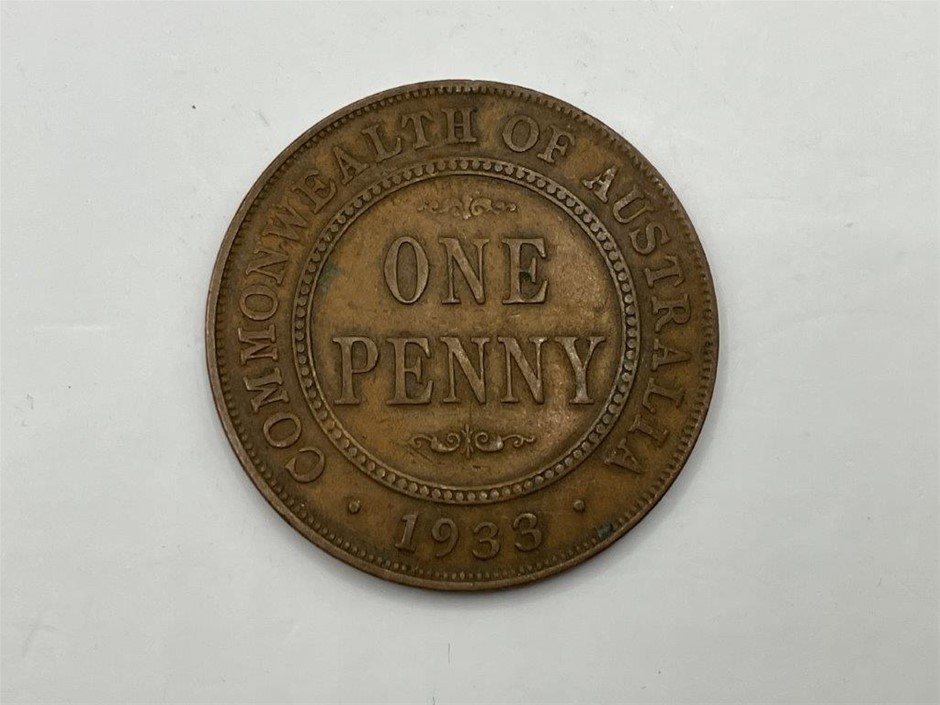 COMMONWEALTH OF AUSTRALIA
ONE
PENNY
· 1933 ·